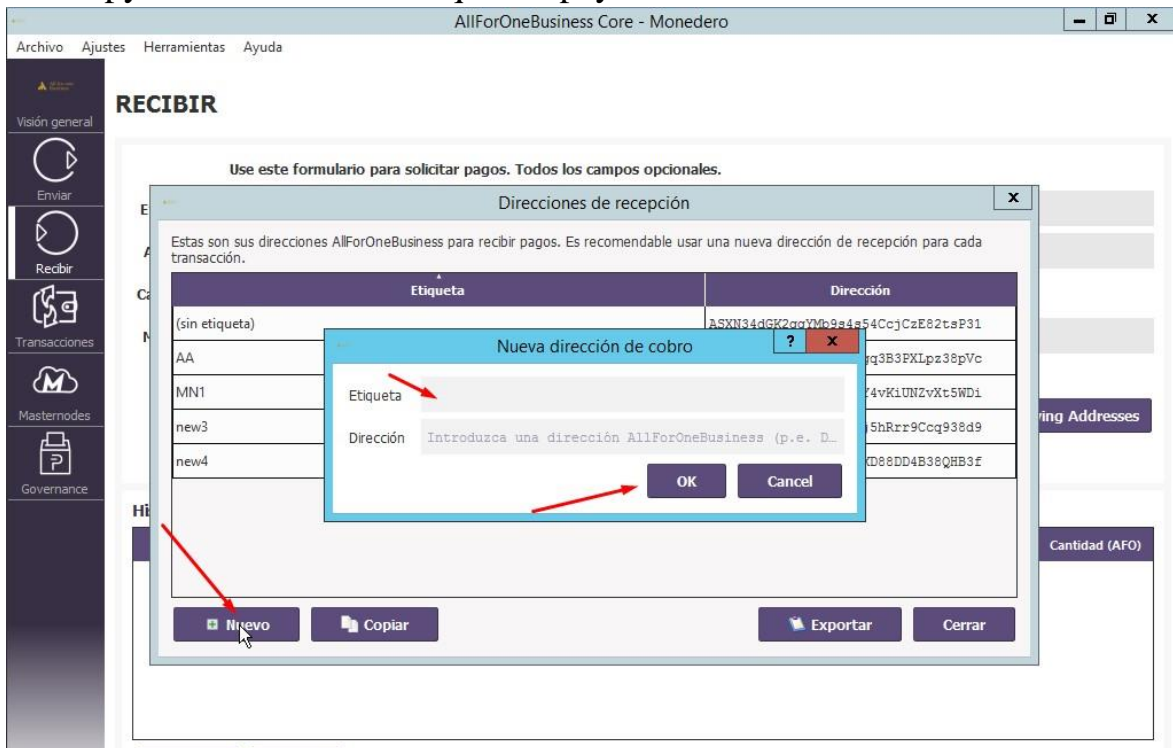 AllForOneBusiness Core - Monedero
Archivo Ajustes Herramientas Ayuda
Visión general
RECIBIR
Enviar
Recibir
Transacciones
Masternodes
Governance
Use este formulario para solicitar pagos. Todos los campos opcionales.
Direcciones de recepción
Estas son sus direcciones AllForOneBusiness para recibir pagos. Es recomendable usar una nueva dirección de recepción para cada
transacción.
Etiqueta Dirección
(sin etiqueta)
AA
MN1
new3
new4
Nueva dirección de cobro
Etiqueta
Dirección Introduzca una dirección AllForOneBusiness (p.e. D…
OK Cancel
ying Addresses
Cantidad (AFO)
Nuevo Copiar Exportar Cerrar